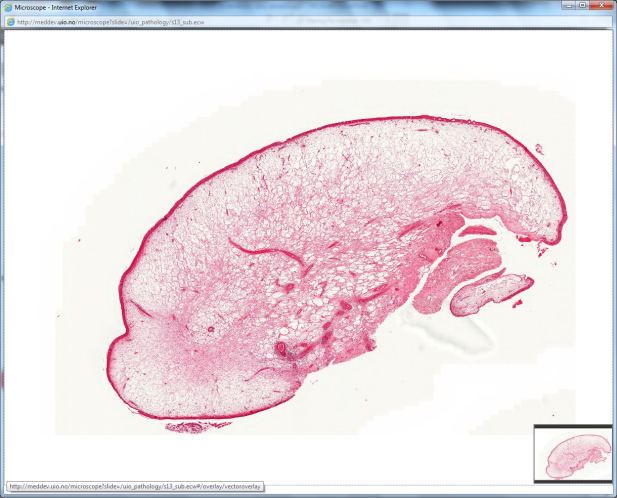 Microscope - Internet Explorer
http://meddev.uio.no/microscope?slide=/uio_pathology/s13_sub.ecw
http://meddev.uio.no/microscope?slide=/uio_pathology/s13_sub.ecw#/overlay/vectoroverlay